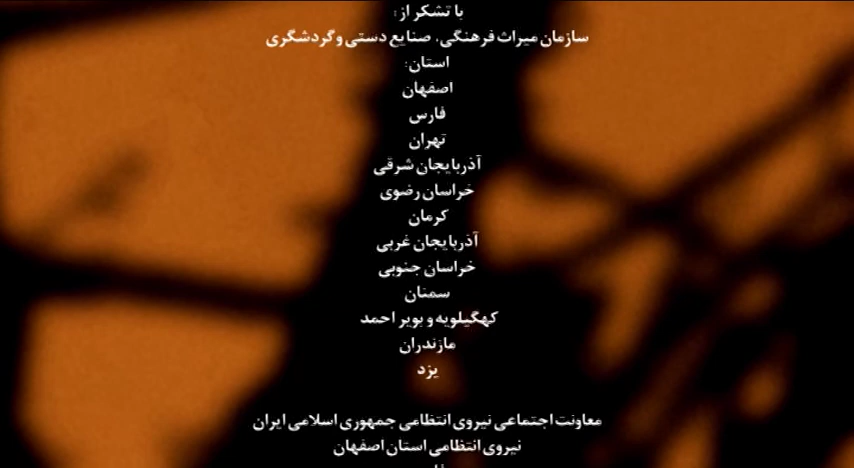 با تشکر از:
سازمان میراث فرهنگی، صنایع دستی و گردشگری
استان:
اصفهان
فارس
تهران
آذربایجان شرقی
خراسان رضوی
کرمان
آذربایجان غربی
خراسان جنوبی
سمنان
کهگیلویه و بویر احمد
مازندران
یزد
معاونت اجتماعی نیروی انتظامی جمهوری اسلامی ایران
نیروی انتظامی استان اصفهان